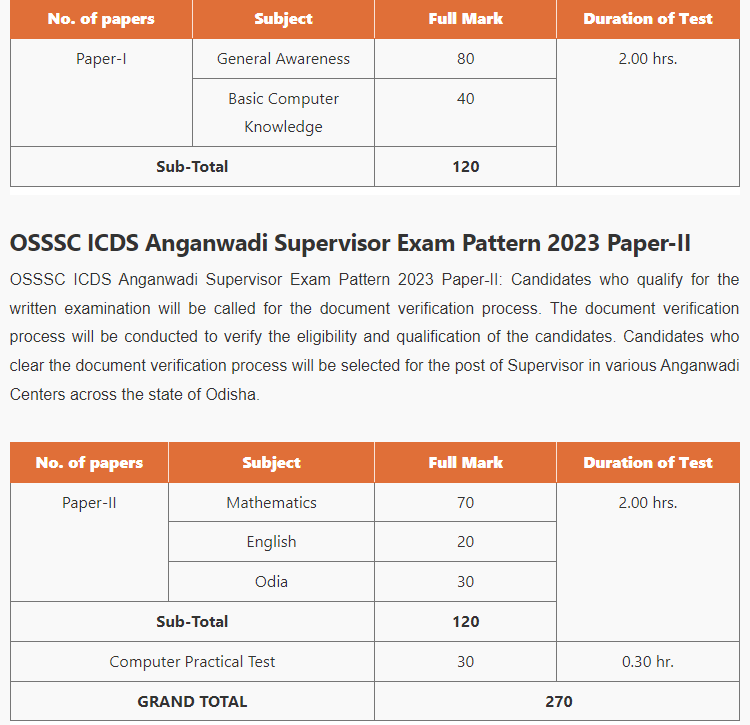 No. of papers Subject Full Mark Duration of Test
Paper-I General Awareness 80 2.00 hrs.
Basic Computer Knowledge 40
Sub-Total 120
OSSSC ICDS Anganwadi Supervisor Exam Pattern 2023 Paper-II
OSSSC ICDS Anganwadi Supervisor Exam Pattern 2023 Paper-II: Candidates who qualify for the
written examination will be called for the document verification process. The document verification
process will be conducted to verify the eligibility and qualification of the candidates. Candidates who
clear the document verification process will be selected for the post of Supervisor in various Anganwadi
Centers across the state of Odisha.
No. of papers Subject Full Mark Duration of Test
Paper-II Mathematics 70 2.00 hrs.
English 20
Odia 30
Sub-Total 120
Computer Practical Test 30 0.30 hr.
GRAND TOTAL 270